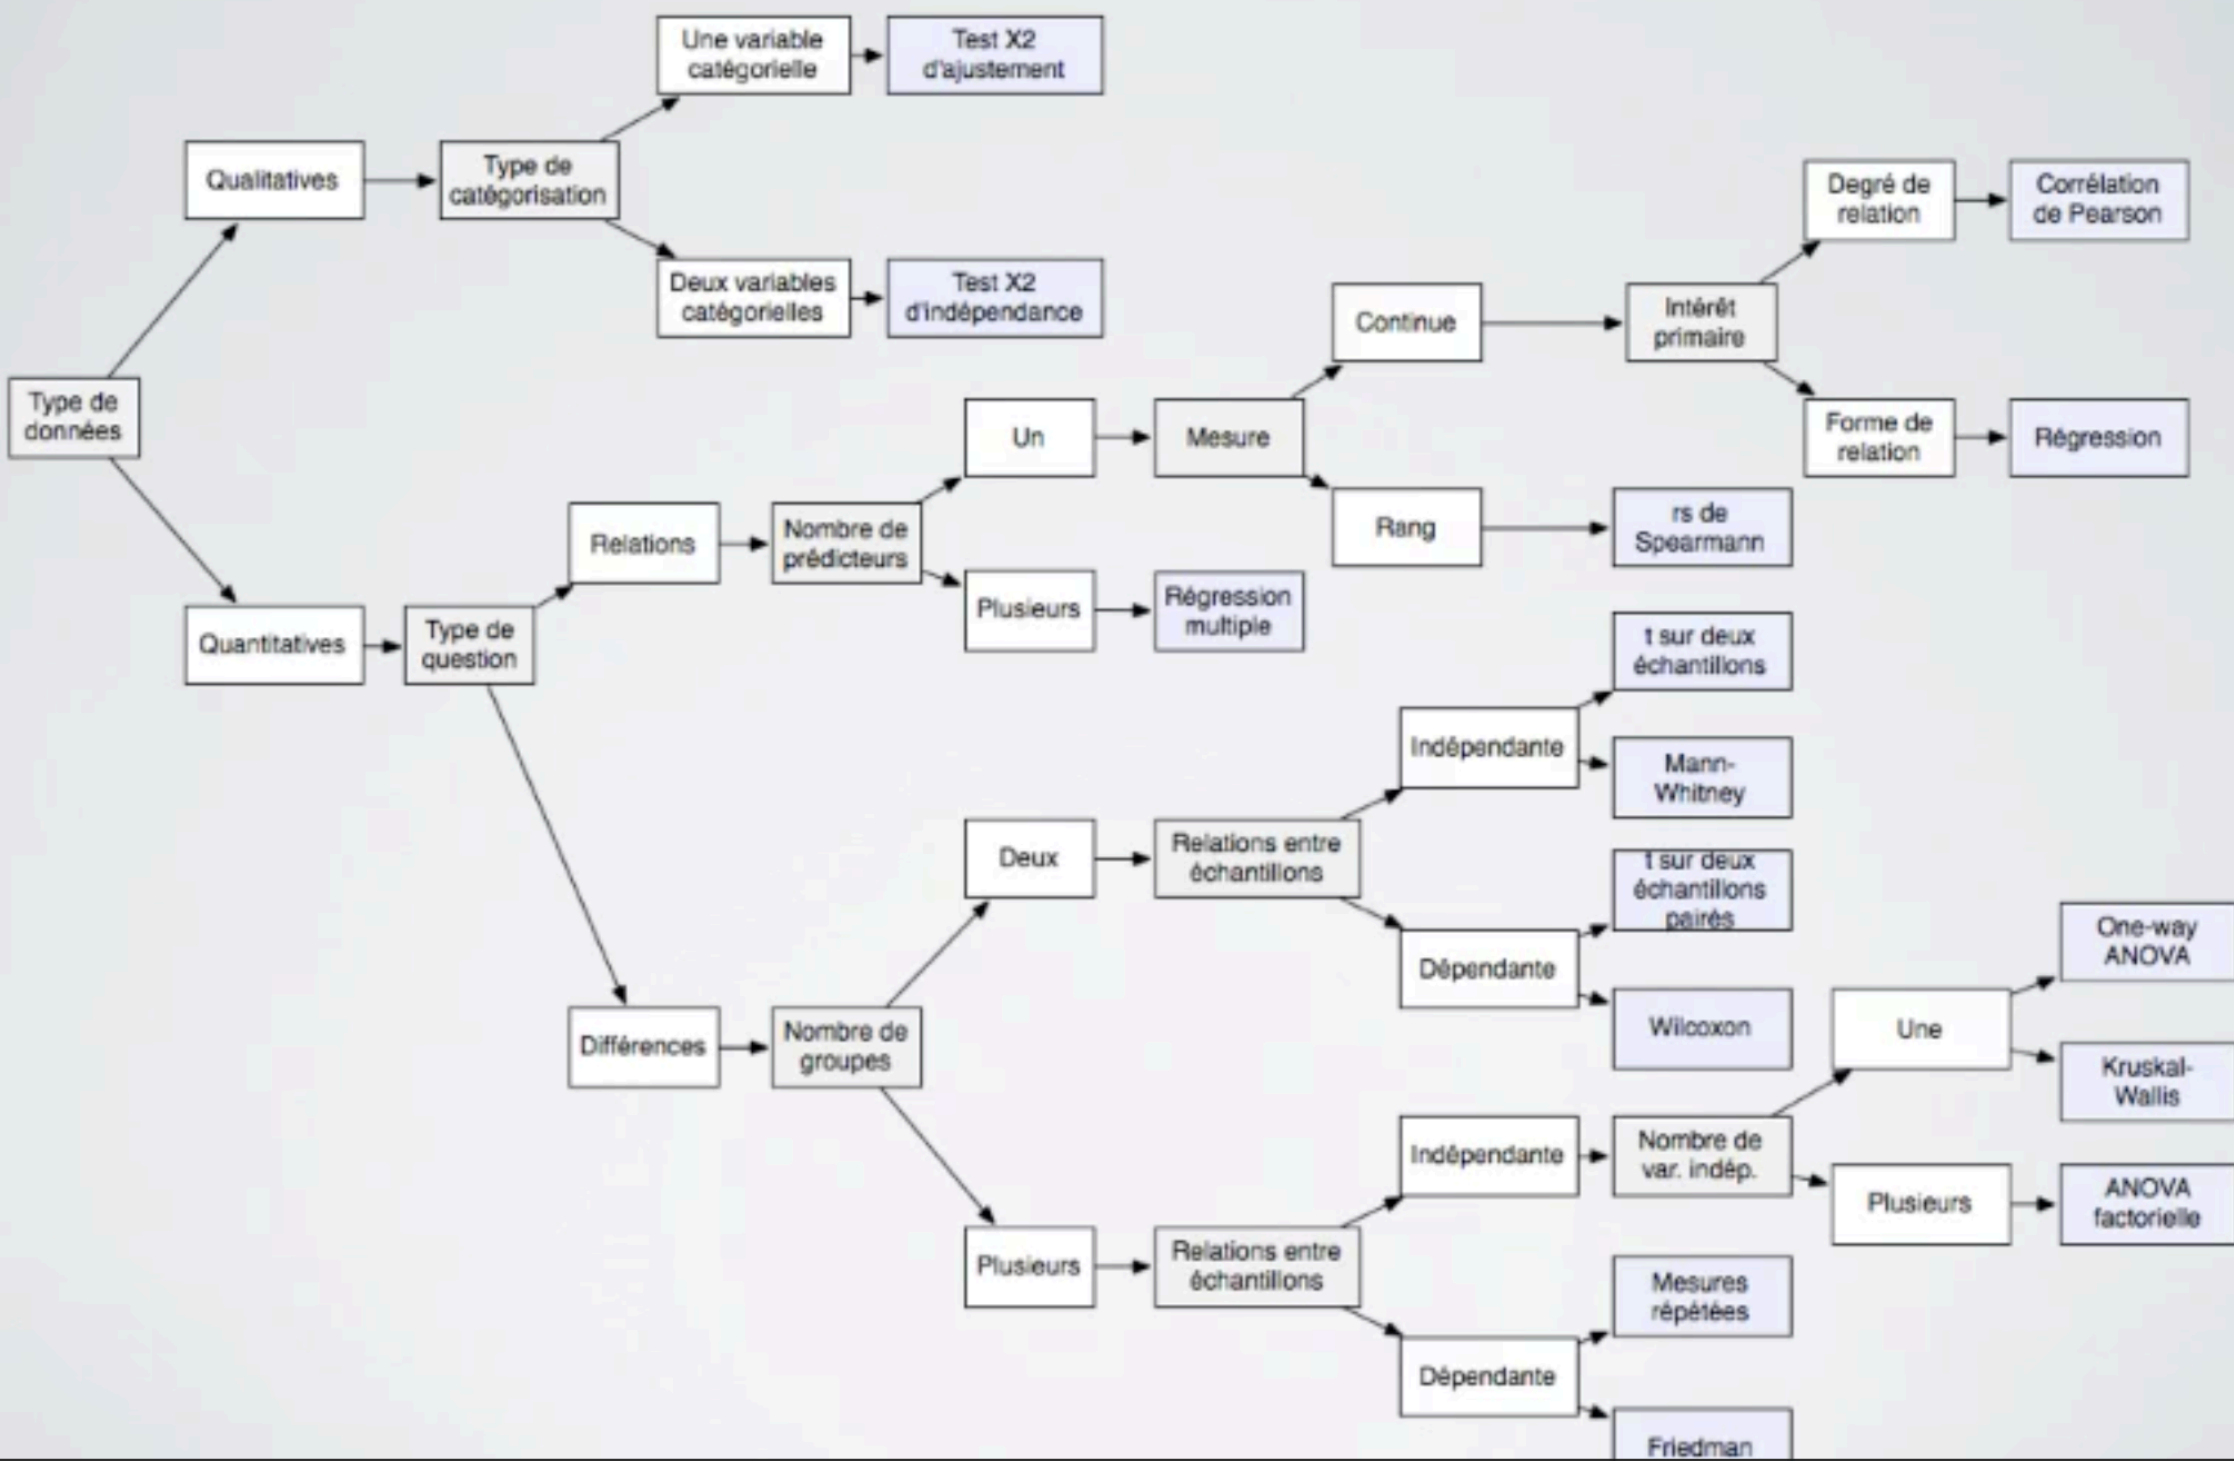 Une variable
catégorielle
Test X2
d'ajustement
Qualitatives
Type de
catégorisation
Degré de
relation
Corrélation
de Pearson
Deux variables
catégorielles
Test X2
d'indépendance
Continue
Intérêt
primaire
Type de
données
Un
Mesure
Forme de
relation
Régression
Relations
Nombre de
prédicteurs
Rang
rs de
Spearmann
Plusieurs
Régression
multiple
Quantitatives
Type de
question
t sur deux
échantillons
Indépendante
Mann-
Whitney
Deux
Relations entre
échantillons
t sur deux
échantillons
pairés
Dépendante
Wilcoxon
One-way
ANOVA
Différences
Nombre de
groupes
Une
Kruskal-
Wallis
Indépendante
Nombre de
var. indép.
Plusieurs
ANOVA
factorielle
Plusieurs
Relations entre
échantillons
Mesures
répétées
Dépendante
Friedman